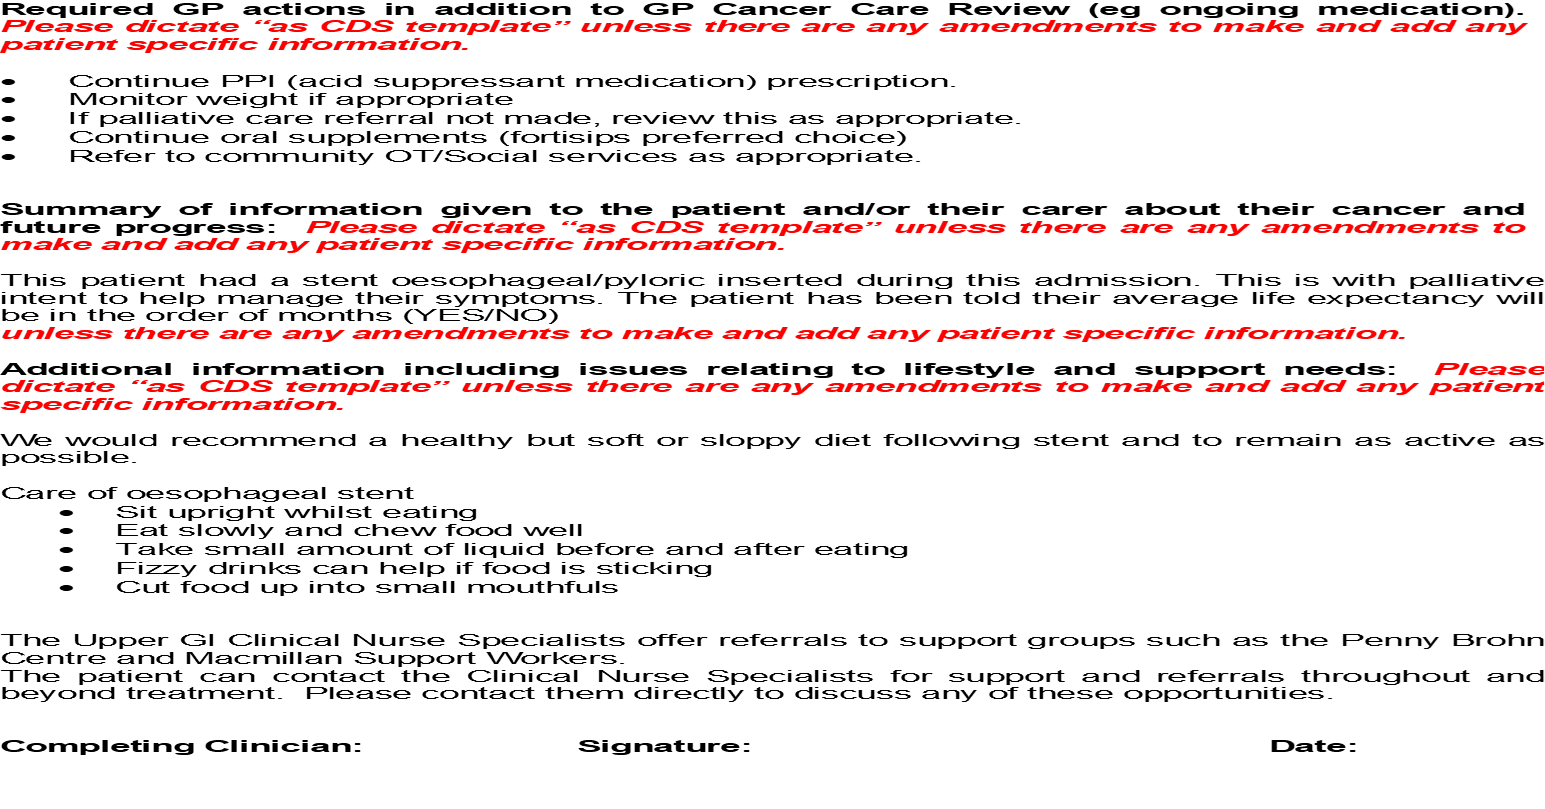 Required GP actions in addition to GP Cancer Care Review (eg ongoing medication).
Please dictate “as CDS template” unless there are any amendments to make and add any
patient specific information.
• Continue PPI (acid suppressant medication) prescription.
• Monitor weight if appropriate
• If palliative care referral not made, review this as appropriate.
• Continue oral supplements (fortisips preferred choice)
• Refer to community OT/Social services as appropriate.
Summary of information given to the patient and/or their carer about their cancer and
future progress: Please dictate “as CDS template” unless there are any amendments to
make and add any patient specific information.
This patient had a stent oesophageal/pyloric inserted during this admission. This is with palliative
intent to help manage their symptoms. The patient has been told their average life expectancy will
be in the order of months (YES/NO)
unless there are any amendments to make and add any patient specific information.
Additional information including issues relating to lifestyle and support needs: Please
dictate “as CDS template” unless there are any amendments to make and add any patient
specific information.
We would recommend a healthy but soft or sloppy diet following stent and to remain as active as
possible.
Care of oesophageal stent
• Sit upright whilst eating
• Eat slowly and chew food well
• Take small amount of liquid before and after eating
• Fizzy drinks can help if food is sticking
• Cut food up into small mouthfuls
The Upper GI Clinical Nurse Specialists offer referrals to support groups such as the Penny Brohn
Centre and Macmillan Support Workers.
The patient can contact the Clinical Nurse Specialists for support and referrals throughout and
beyond treatment. Please contact them directly to discuss any of these opportunities.
Completing Clinician: Signature: Date: